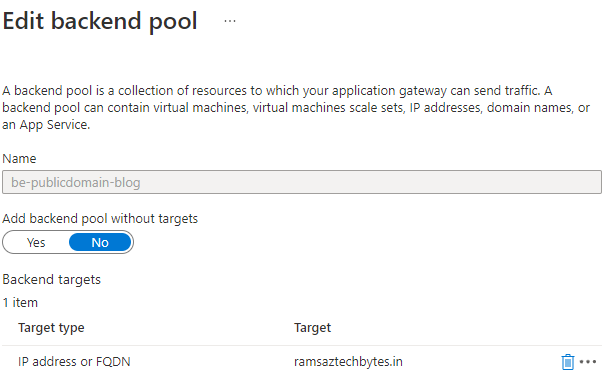 Edit backend pool ...
A backend pool is a collection of resources to which your application gateway can send traffic. A
backend pool can contain virtual machines, virtual machines scale sets, IP addresses, domain names, or
an App Service.
Name
be-publicdomain-blog
Add backend pool without targets
Yes No
Backend targets
1 item
Target type Target
IP address or FQDN ramsaztechbytes.in